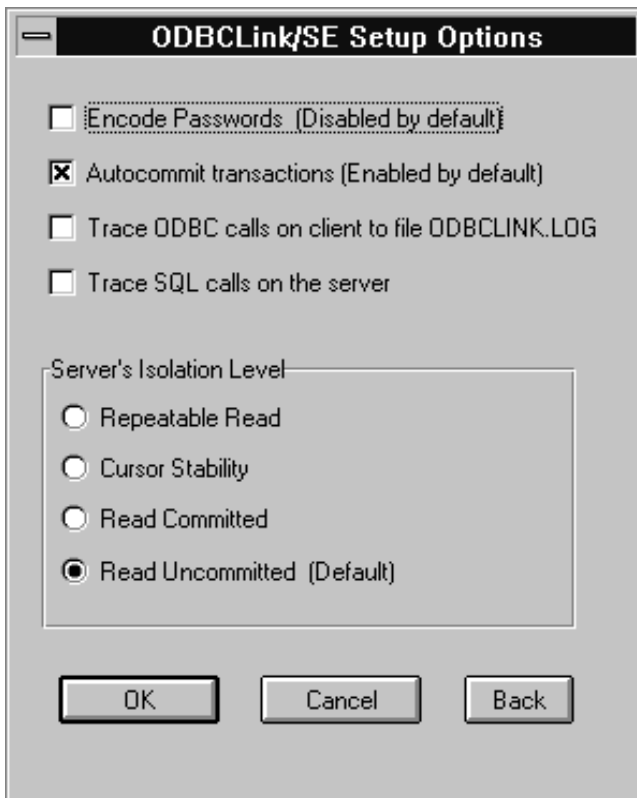 ODBCLink/SE Setup Options
Encode Passwords (Disabled by default)
Autocommit transactions (Enabled by default)
Trace ODBC calls on client to file ODBCLINK.LOG
Trace SQL calls on the server
Server's Isolation Level
Repeatable Read
Cursor Stability
Read Committed
Read Uncommitted (Default)
OK Cancel Back